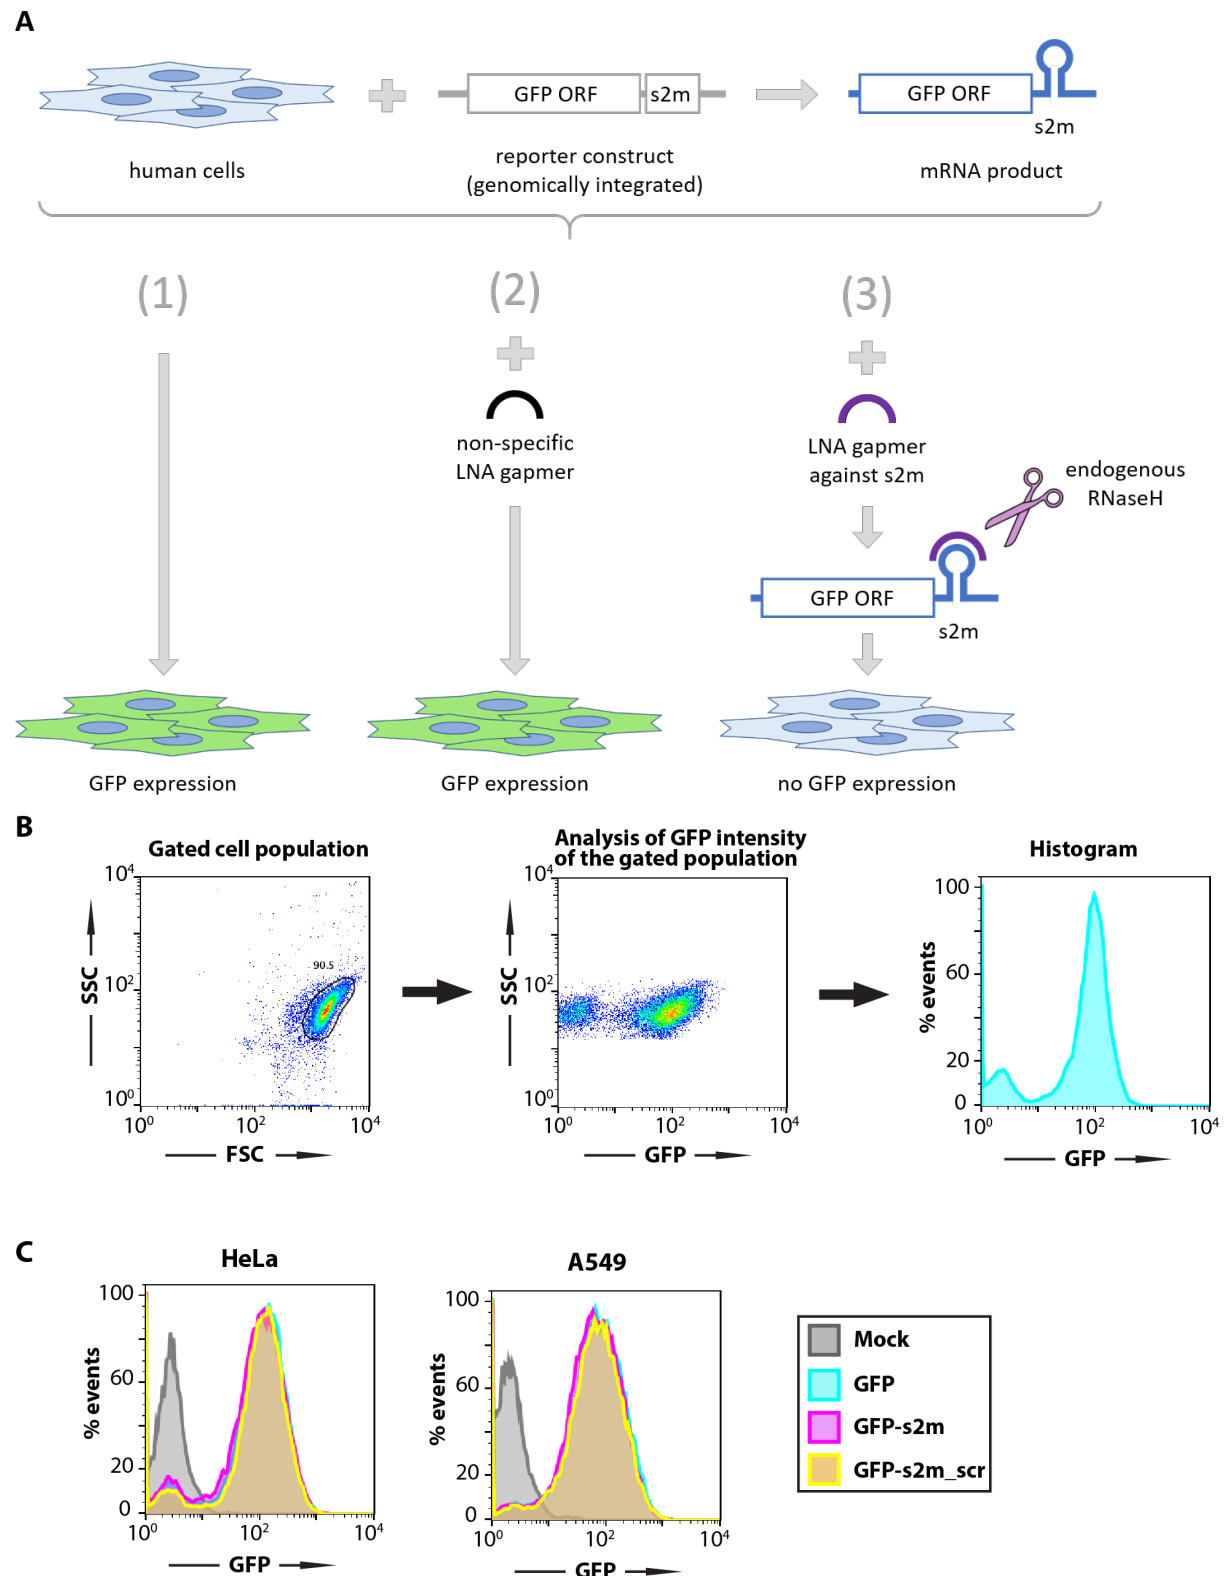 A
GFP ORF
s2m
GFP ORF
s2m
human cells
reporter construct
(genomically integrated)
mRNA product
(1)
(2)
(3)
non-specific
LNA gapmer
LNA gapmer
against s2m
endogenous
RNaseH
GFP ORF
s2m
GFP expression
GFP expression
no GFP expression
B
Gated cell population
Analysis of GFP intensity
of the gated population
Histogram
10⁴
10²
10⁰
SSC
90.5
10⁰ 10² 10⁴
FSC
10⁴
10²
10⁰
SSC
10⁰ 10² 10⁴
GFP
100
60
20
0
% events
10⁰ 10² 10⁴
GFP
C
HeLa
100
60
20
0
% events
10⁰ 10² 10⁴
GFP
A549
100
60
20
0
% events
10⁰ 10² 10⁴
GFP
Mock
GFP
GFP-s2m
GFP-s2m_scr